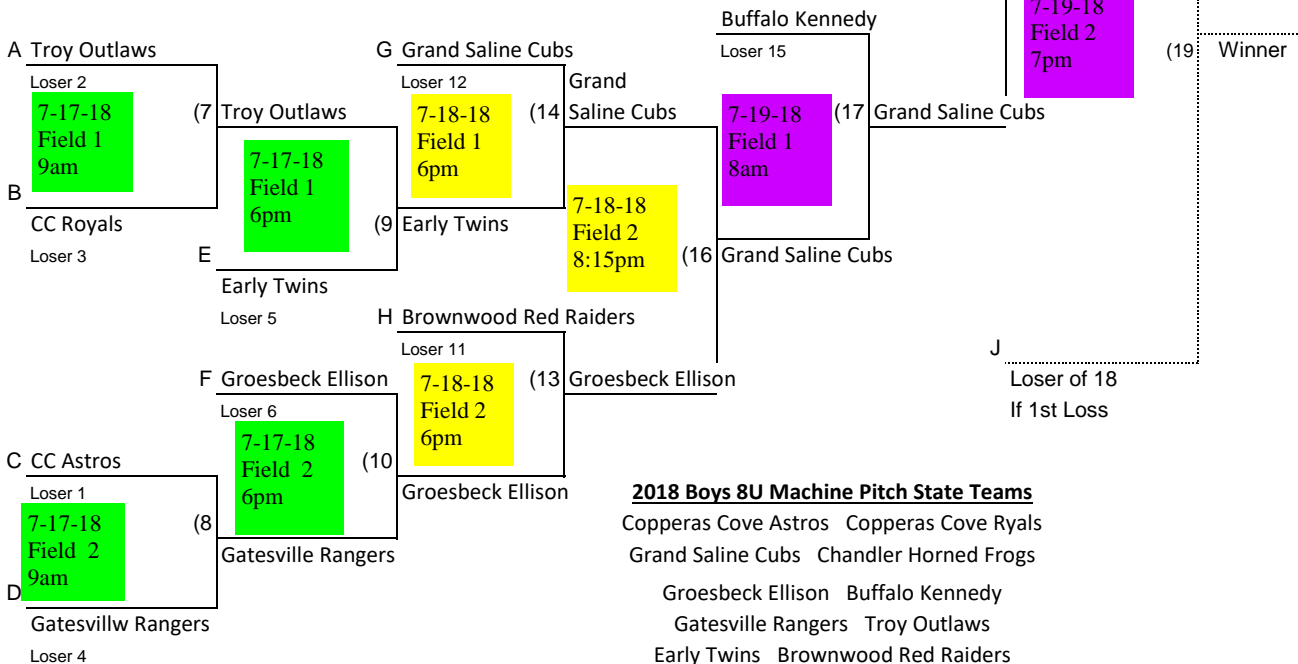 7-19-18
Field 2
7pm
(19
Winner
Buffalo Kennedy
Loser 15
A Troy Outlaws
Loser 2
7-17-18
Field 1
9am
(7
B
CC Royals
Loser 3
Troy Outlaws
7-17-18
Field 1
6pm
(9
E
Early Twins
Loser 5
G Grand Saline Cubs
Loser 12
7-18-18
Field 1
6pm
(14
Grand
Saline Cubs
Early Twins
7-18-18
Field 2
8:15pm
(16
7-19-18
Field 1
8am
(17
Grand Saline Cubs
Grand Saline Cubs
H Brownwood Red Raiders
Loser 11
7-18-18
Field 2
6pm
(13
Groesbeck Ellison
F Groesbeck Ellison
Loser 6
7-17-18
Field 2
6pm
(10
Groesbeck Ellison
C CC Astros
Loser 1
7-17-18
Field 2
9am
(8
D
Gatesvillw Rangers
Loser 4
Gatesville Rangers
J
Loser of 18
If 1st Loss
2018 Boys 8U Machine Pitch State Teams
Copperas Cove Astros Copperas Cove Ryals
Grand Saline Cubs Chandler Horned Frogs
Groesbeck Ellison Buffalo Kennedy
Gatesville Rangers Troy Outlaws
Early Twins Brownwood Red Raiders